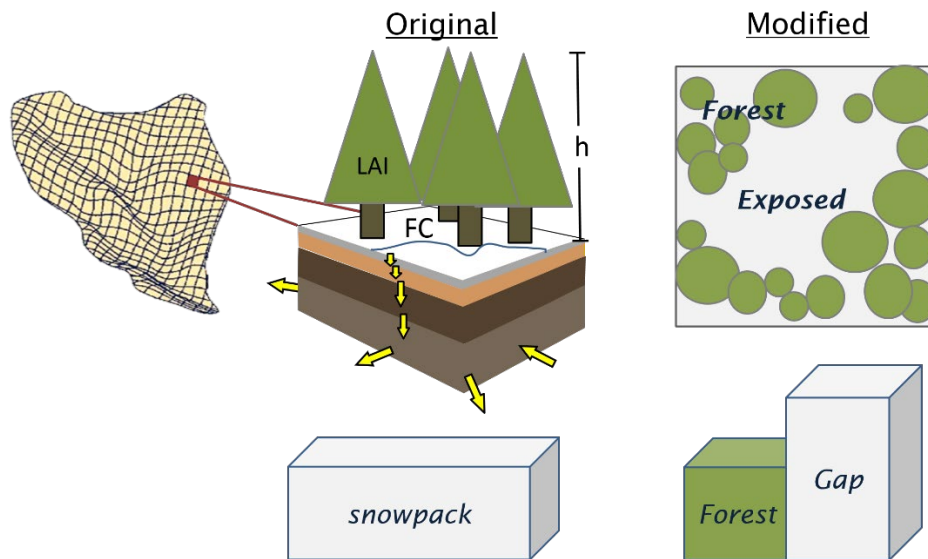 Original
Modified
h
LAI
FC
Forest
Exposed
snowpack
Forest
Gap